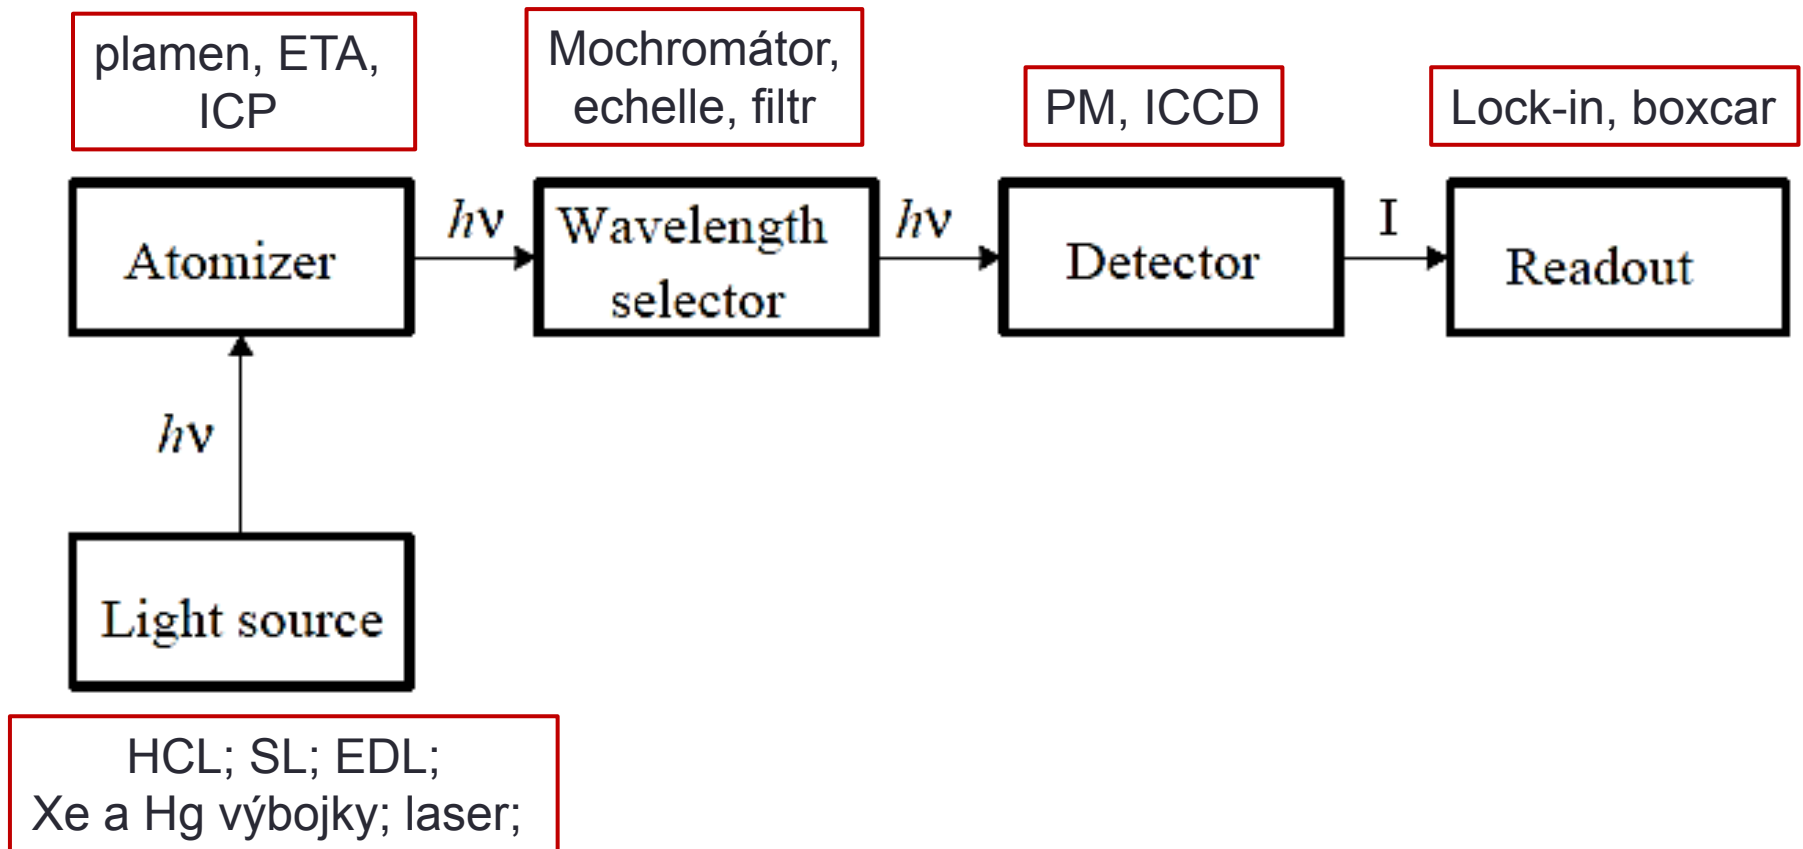 plamen, ETA,
ICP
Mochromátor,
echelle, filtr
PM, ICCD
Lock-in, boxcar
Atomizer
hν
Wavelength
selector
hν
Detector
I
Readout
hν
Light source
HCL; SL; EDL;
Xe a Hg výbojky; laser;